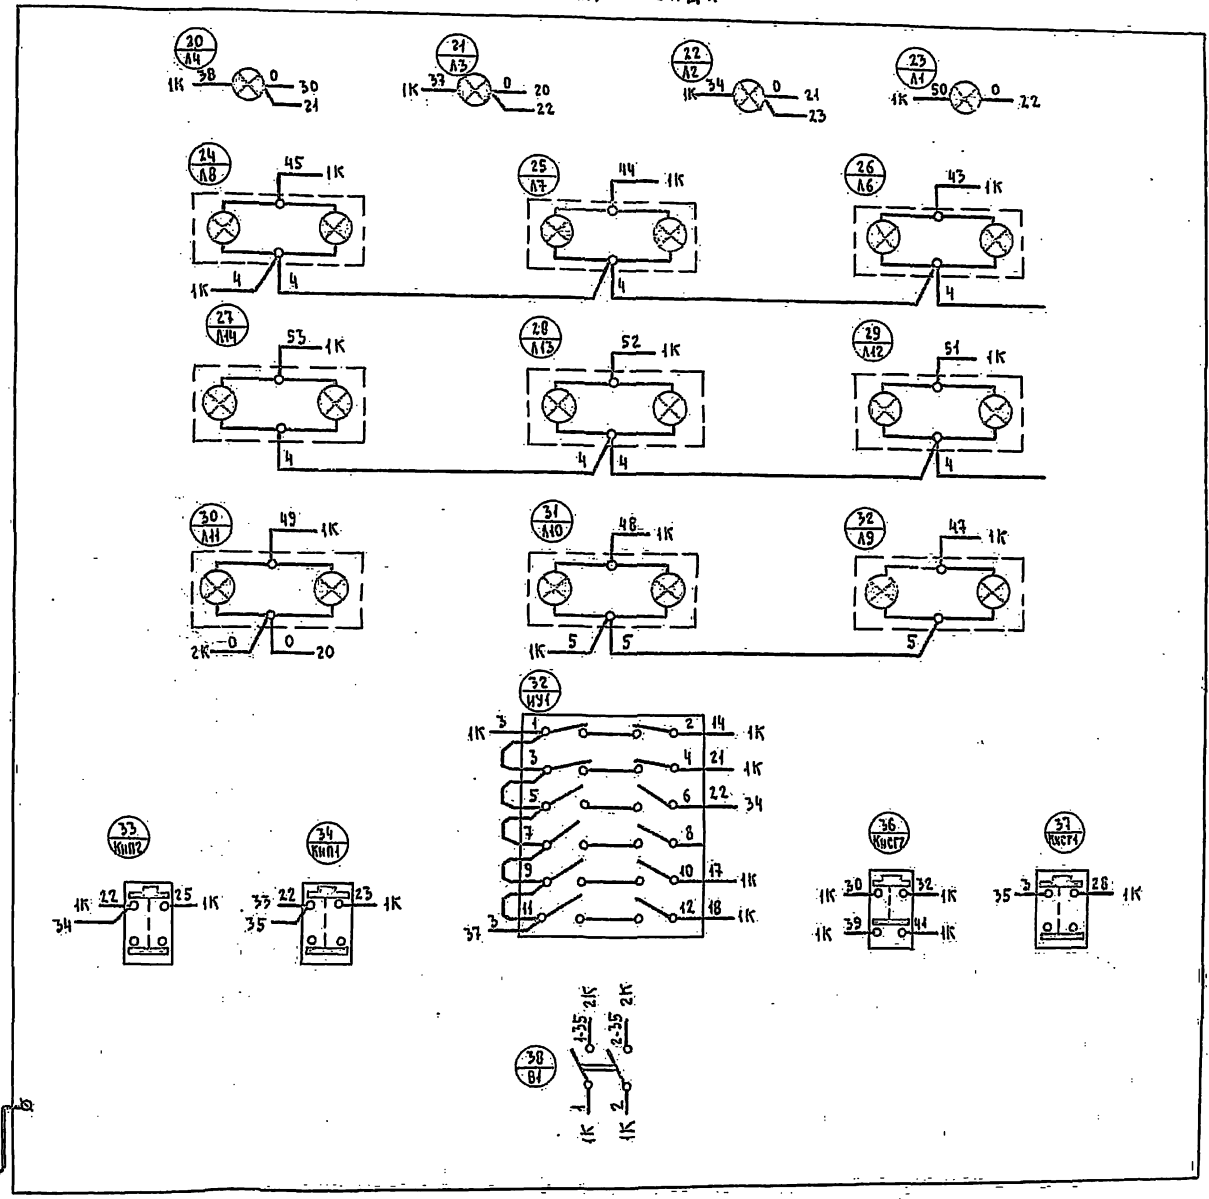 20 21 22 23
Л4 Л3 Л2 Л1
1К 38 0 30 1К 37 0 20 1К 34 0 21 1К 50 0 22
21 22 23
24 45 1К 25 44 1К 26 43 1К
Л8 Л7 Л6
1К 4 4 4 4
27 53 1К 28 52 1К 29 51 1К
Л14 Л13 Л12
4 4 4 4
30 49 1К 31 48 1К 32 47 1К
Л11 Л10 Л9
2К 0 0 20 1К 5 5 5
32
ИУ1
1К 3 1 2 14 1К
3 4 21 1К
5 6 22 34
7 8
9 10 17 1К
37 3 11 12 18 1К
33 34 36 37
КНП2 КНП1 КНСГ2 КНСГ1
1К 22 25 1К 33 22 23 1К 1К 30 32 1К 35 3 28 1К
34 35 1К 39 41 1К
1-35 2К 2-35 2К
38
В1
1 2
1К 1К